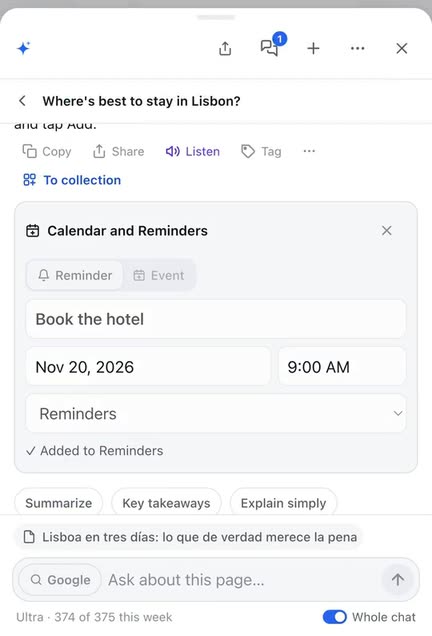 1
Where's best to stay in Lisbon?
and tap Add.
Copy Share Listen Tag
To collection
Calendar and Reminders
Reminder Event
Book the hotel
Nov 20, 2026 9:00 AM
Reminders
Added to Reminders
Summarize Key takeaways Explain simply
Lisboa en tres días: lo que de verdad merece la pena
Google Ask about this page...
Ultra · 374 of 375 this week Whole chat